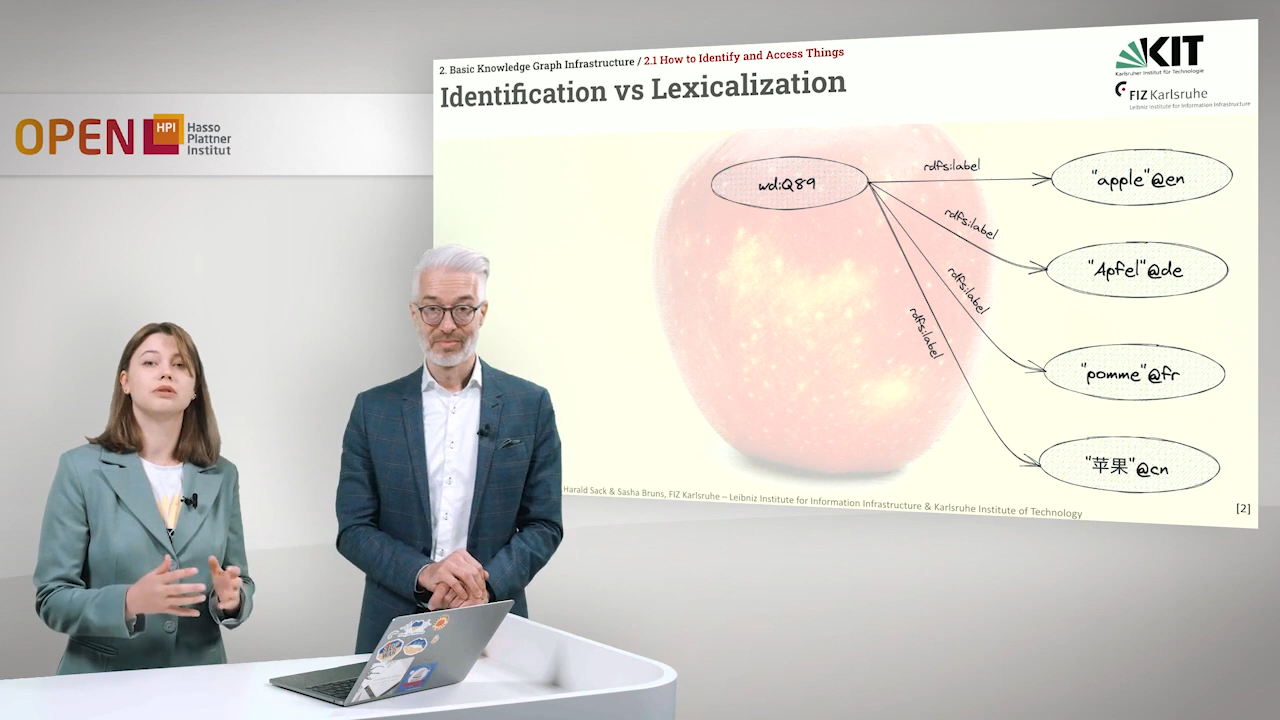 OPEN HPI
Hasso
Plattner
Institut
2. Basic Knowledge Graph Infrastructure / 2.1 How to Identify and Access Things
Identification vs Lexicalization
KIT
Karlsruher Institut für Technologie
FIZ Karlsruhe
Leibniz Institute for Information Infrastructure
wd:Q89
rdfs:label
"apple"@en
rdfs:label
"Apfel"@de
rdfs:label
"pomme"@fr
rdfs:label
"苹果"@cn
Harald Sack & Sasha Bruns, FIZ Karlsruhe – Leibniz Institute for Information Infrastructure & Karlsruhe Institute of Technology
[2]